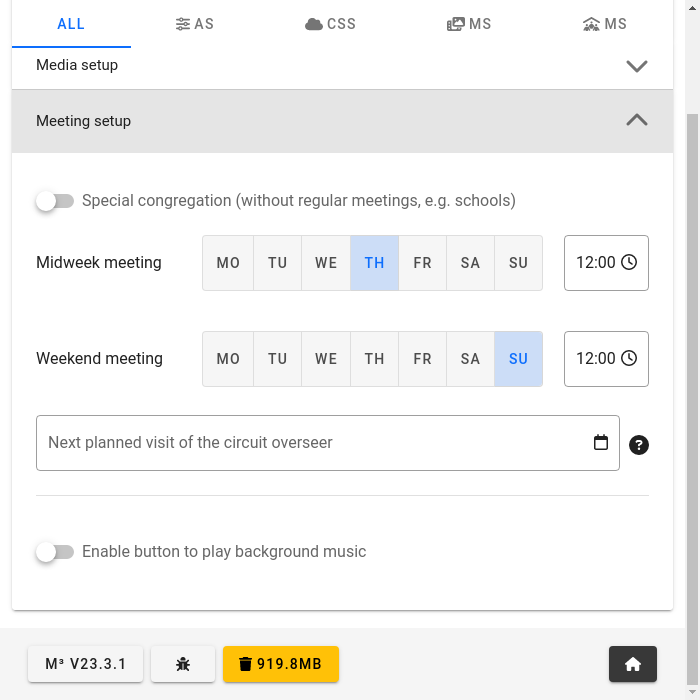 ALL AS CSS MS MS
Media setup
Meeting setup
Special congregation (without regular meetings, e.g. schools)
Midweek meeting MO TU WE TH FR SA SU 12:00
Weekend meeting MO TU WE TH FR SA SU 12:00
Next planned visit of the circuit overseer ?
Enable button to play background music
M³ V23.3.1 919.8MB